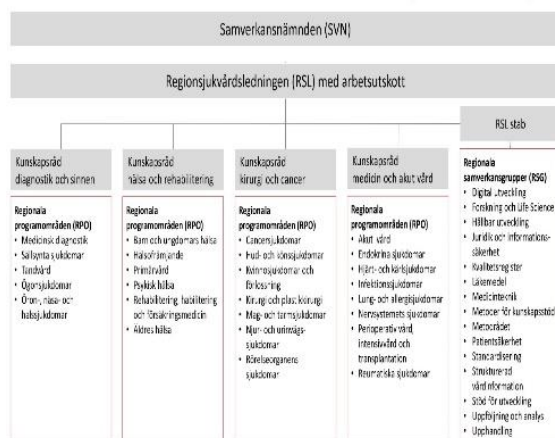 Samverkansnämnden (SVN)
Regionsjukvårdsledningen (RSL) med arbetsutskott
RSL stab
Kunskapsråd
diagnostik och sinnen
Kunskapsråd
hälsa och rehabilitering
Kunskapsråd
kirurgi och cancer
Kunskapsråd
medicin och akut vård
Regionala
programområden (RPO)
• Medicinsk diagnostik
• Sällsynta sjukdomar
• Tandvård
• Ögonsjukdomar
• Öron-, näsa- och
halssjukdomar
Regionala
programområden (RPO)
• Barn och ungdomars hälsa
• Hälsofrämjande
• Primärvård
• Psykisk hälsa
• Rehabilitering, habilitering
och försäkringsmedicin
• Äldres hälsa
Regionala
programområden (RPO)
• Cancersjukdomar
• Hud- och könssjukdomar
• Kvinnosjukdomar och
förlossning
• Kirurgi och plastikkirurgi
• Mag- och tarmsjukdomar
• Njur- och urinvägs-
sjukdomar
• Rörelseorganens
sjukdomar
Regionala
programområden (RPO)
• Akut vård
• Endokrina sjukdomar
• Hjärt- och kärlsjukdomar
• Infektionssjukdomar
• Lung- och allergisjukdomar
• Nervsystemets sjukdomar
• Perioperativ vård,
intensivvård och
transplantation
• Reumatiska sjukdomar
Regionala
samverkansgrupper (RSG)
• Digital utveckling
• Forskning och Life Science
• Hållbar utveckling
• Juridik och informations-
säkerhet
• Kvalitetsregister
• Läkemedel
• Medicinteknik
• Metoder för kunskapsstöd
• Metodrådet
• Patientsäkerhet
• Standardisering
• Strukturerad
vårdinformation
• Stöd för utveckling
• Uppföljning och analys
• Upphandling